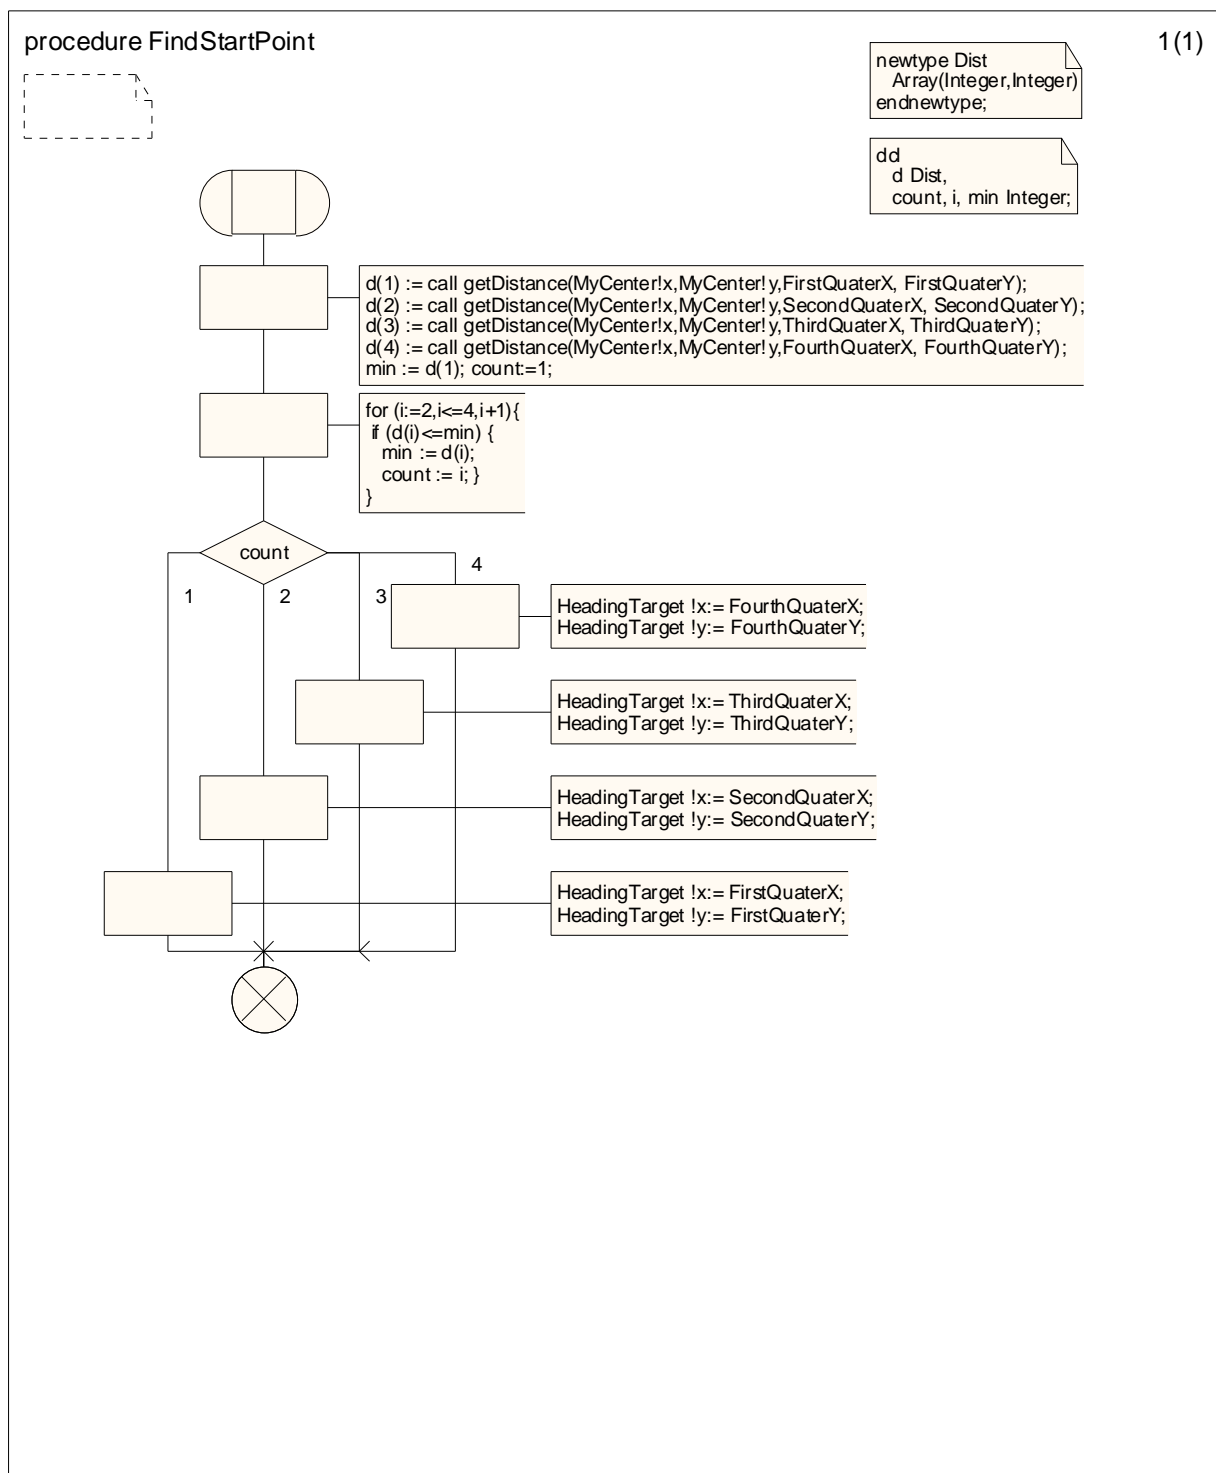 procedure FindStartPoint
1(1)
newtype Dist
Array(Integer,Integer)
endnewtype;
dd
d Dist,
count, i, min Integer;
d(1) := call getDistance(MyCenter!x,MyCenter!y,FirstQuaterX, FirstQuaterY);
d(2) := call getDistance(MyCenter!x,MyCenter!y,SecondQuaterX, SecondQuaterY);
d(3) := call getDistance(MyCenter!x,MyCenter!y,ThirdQuaterX, ThirdQuaterY);
d(4) := call getDistance(MyCenter!x,MyCenter!y,FourthQuaterX, FourthQuaterY);
min := d(1); count:=1;
for (i:=2,i<=4,i+1){
if (d(i)<=min) {
min := d(i);
count := i; }
}
count
1
2
3
4
HeadingTarget !x:= FourthQuaterX;
HeadingTarget !y:= FourthQuaterY;
HeadingTarget !x:= ThirdQuaterX;
HeadingTarget !y:= ThirdQuaterY;
HeadingTarget !x:= SecondQuaterX;
HeadingTarget !y:= SecondQuaterY;
HeadingTarget !x:= FirstQuaterX;
HeadingTarget !y:= FirstQuaterY;